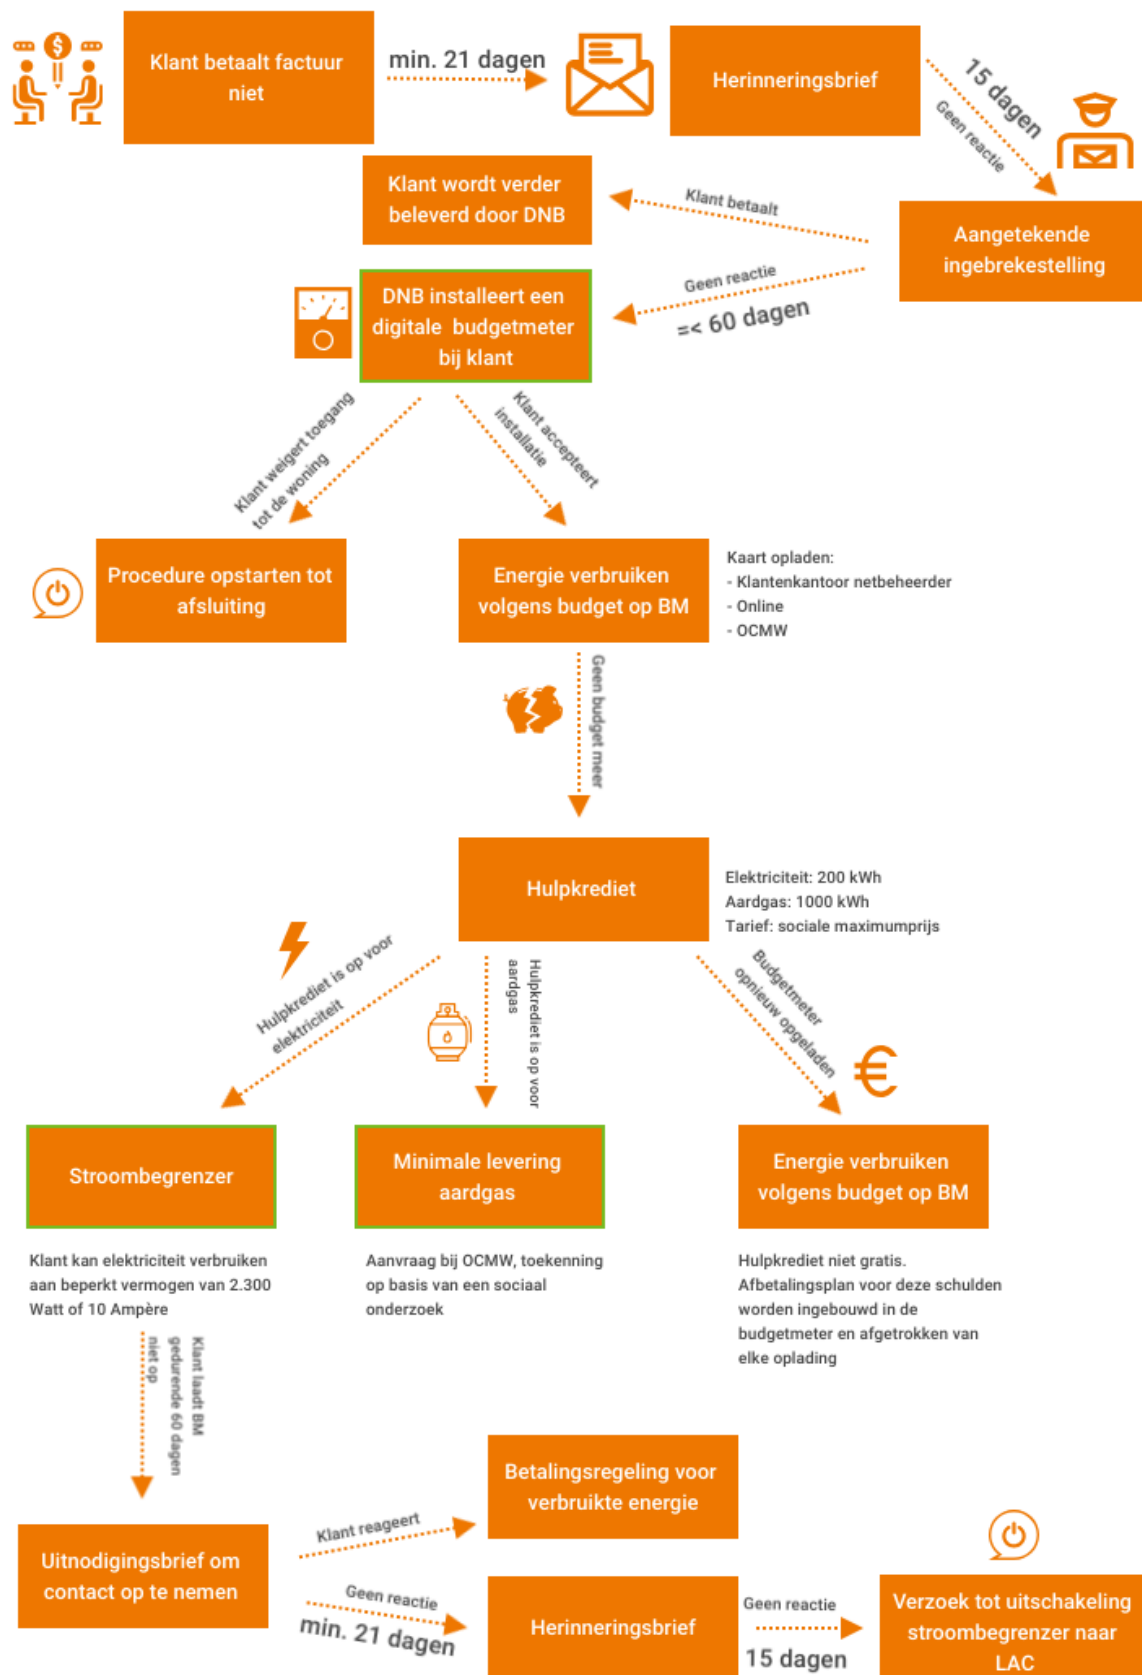 Klant betaalt factuur
niet
min. 21 dagen
Herinneringsbrief
15 dagen
Geen reactie
Aangetekende
ingebrekestelling
Klant betaalt
Klant wordt verder
beleverd door DNB
Geen reactie
=< 60 dagen
DNB installeert een
digitale budgetmeter
bij klant
Klant weigert toegang
tot de woning
Klant accepteert
installatie
Procedure opstarten tot
afsluiting
Energie verbruiken
volgens budget op BM
Kaart opladen:
- Klantenkantoor netbeheerder
- Online
- OCMW
Geen budget meer
Hulpkrediet
Elektriciteit: 200 kWh
Aardgas: 1000 kWh
Tarief: sociale maximumprijs
Hulpkrediet is op voor
elektriciteit
Hulpkrediet is op voor
aardgas
Budgetmeter
opnieuw opgeladen
€
Stroombegrenzer
Minimale levering
aardgas
Energie verbruiken
volgens budget op BM
Klant kan elektriciteit verbruiken
aan beperkt vermogen van 2.300
Watt of 10 Ampère
Aanvraag bij OCMW, toekenning
op basis van een sociaal
onderzoek
Hulpkrediet niet gratis.
Afbetalingsplan voor deze schulden
worden ingebouwd in de
budgetmeter en afgetrokken van
elke oplading
Klant laadt BM
gedurende 60 dagen
niet op
Uitnodigingsbrief om
contact op te nemen
Klant reageert
Betalingsregeling voor
verbruikte energie
Geen reactie
min. 21 dagen
Herinneringsbrief
Geen reactie
15 dagen
Verzoek tot uitschakeling
stroombegrenzer naar
LAC